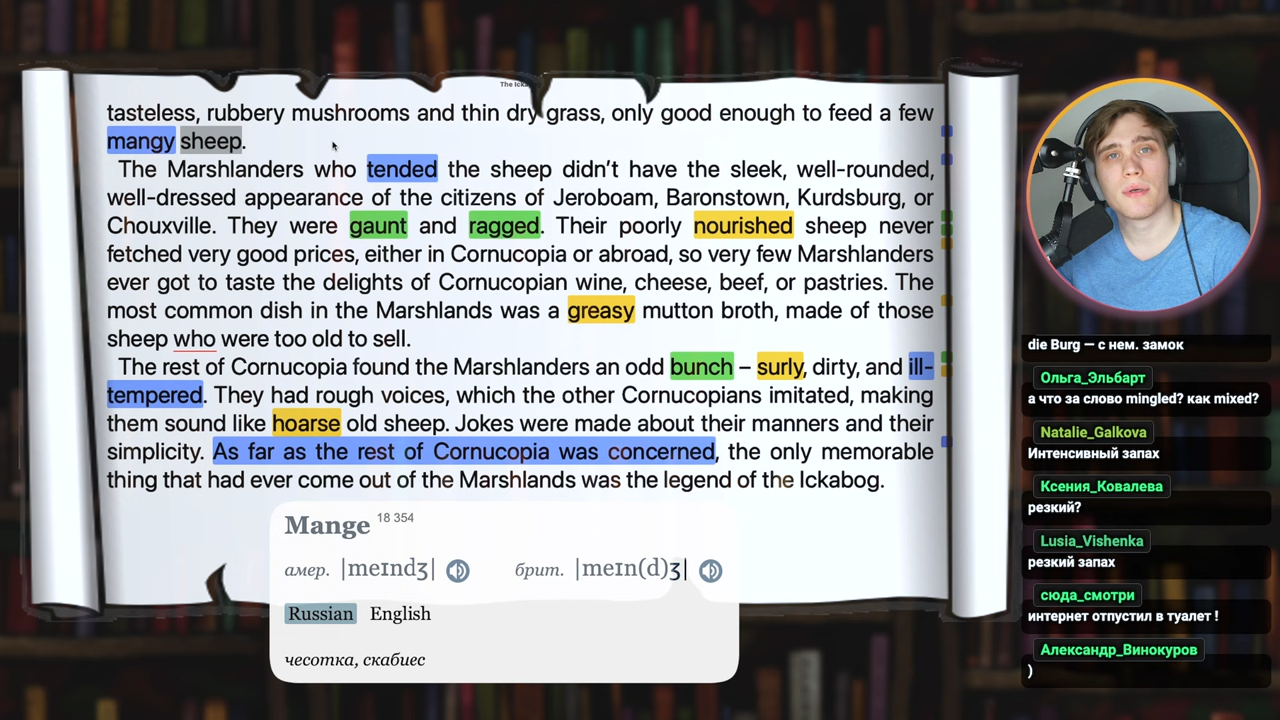 The Icka
tasteless, rubbery mushrooms and thin dry grass, only good enough to feed a few
mangy sheep.
The Marshlanders who tended the sheep didn’t have the sleek, well-rounded,
well-dressed appearance of the citizens of Jeroboam, Baronstown, Kurdsburg, or
Chouxville. They were gaunt and ragged. Their poorly nourished sheep never
fetched very good prices, either in Cornucopia or abroad, so very few Marshlanders
ever got to taste the delights of Cornucopian wine, cheese, beef, or pastries. The
most common dish in the Marshlands was a greasy mutton broth, made of those
sheep who were too old to sell.
The rest of Cornucopia found the Marshlanders an odd bunch – surly, dirty, and ill-
tempered. They had rough voices, which the other Cornucopians imitated, making
them sound like hoarse old sheep. Jokes were made about their manners and their
simplicity. As far as the rest of Cornucopia was concerned, the only memorable
thing that had ever come out of the Marshlands was the legend of the Ickabog.
Mange 18 354
амер. |meɪndʒ| брит. |meɪn(d)ʒ|
Russian English
чесотка, скабиес
die Burg — с нем. замок
Ольга_Эльбарт
а что за слово mingled? как mixed?
Natalie_Galkova
Интенсивный запах
Ксения_Ковалева
резкий?
Lusia_Vishenka
резкий запах
сюда_смотри
интернет отпустил в туалет !
Александр_Винокуров
)